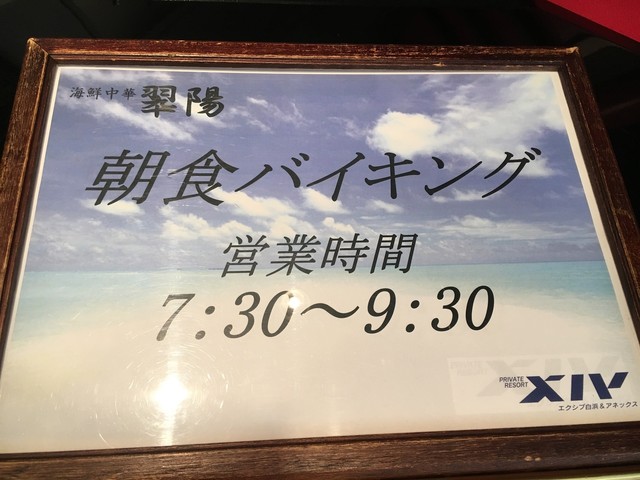 海鮮中華 翠陽
朝食バイキング
営業時間
7:30～9:30
PRIVATE
RESORT
XIV
エクシブ白浜＆アネックス